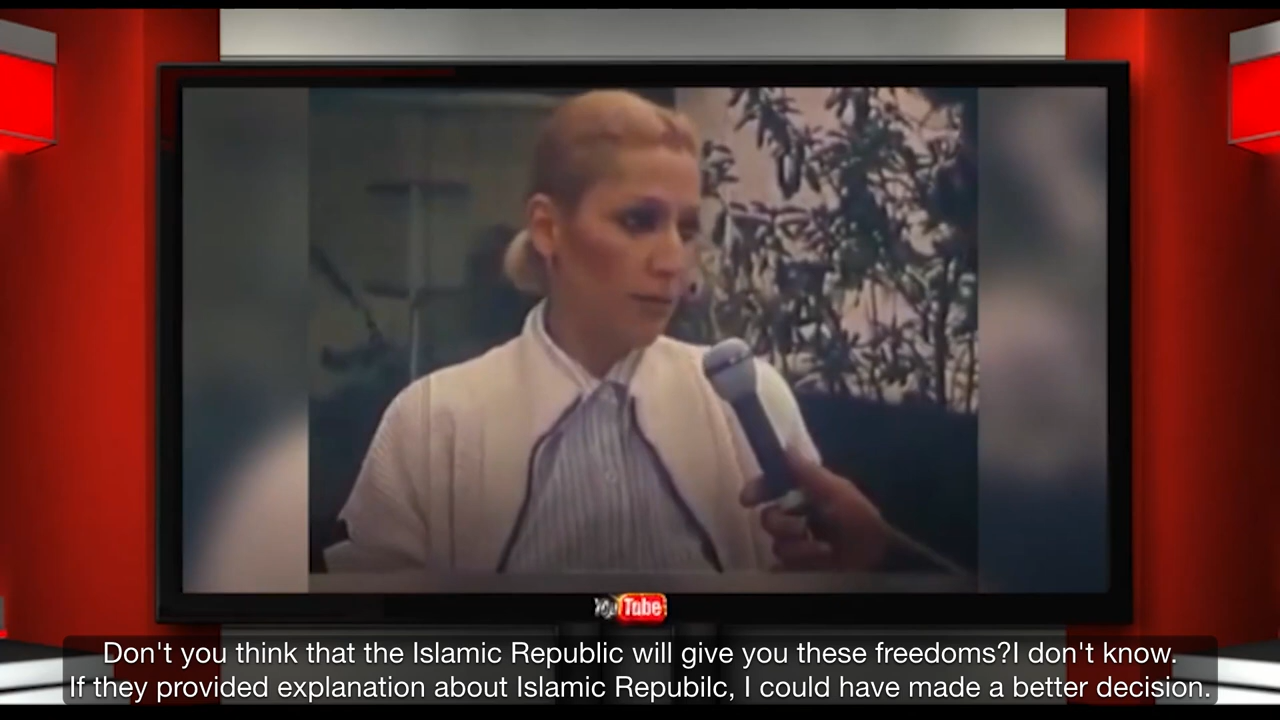 YouTube
Don't you think that the Islamic Republic will give you these freedoms?I don't know.
If they provided explanation about Islamic Repubilc, I could have made a better decision.